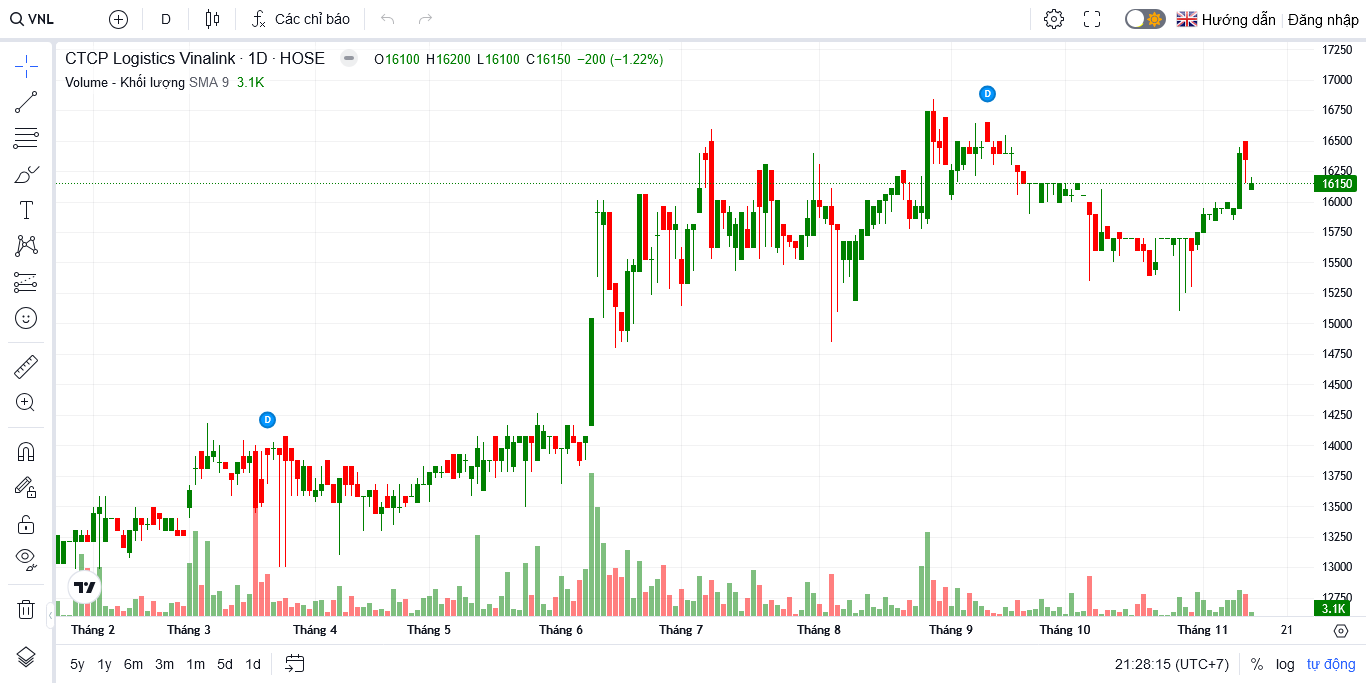 VNL D Các chỉ báo Hướng dẫn Đăng nhập
CTCP Logistics Vinalink · 1D · HOSE O16100 H16200 L16100 C16150 −200 (−1.22%)
Volume - Khối lượng SMA 9 3.1K
D
D
17250
17000
16750
16500
16250
16150
16000
15750
15500
15250
15000
14750
14500
14250
14000
13750
13500
13250
13000
12750
3.1K
Tháng 2 Tháng 3 Tháng 4 Tháng 5 Tháng 6 Tháng 7 Tháng 8 Tháng 9 Tháng 10 Tháng 11 21
5y 1y 6m 3m 1m 5d 1d 21:28:15 (UTC+7) % log tự động